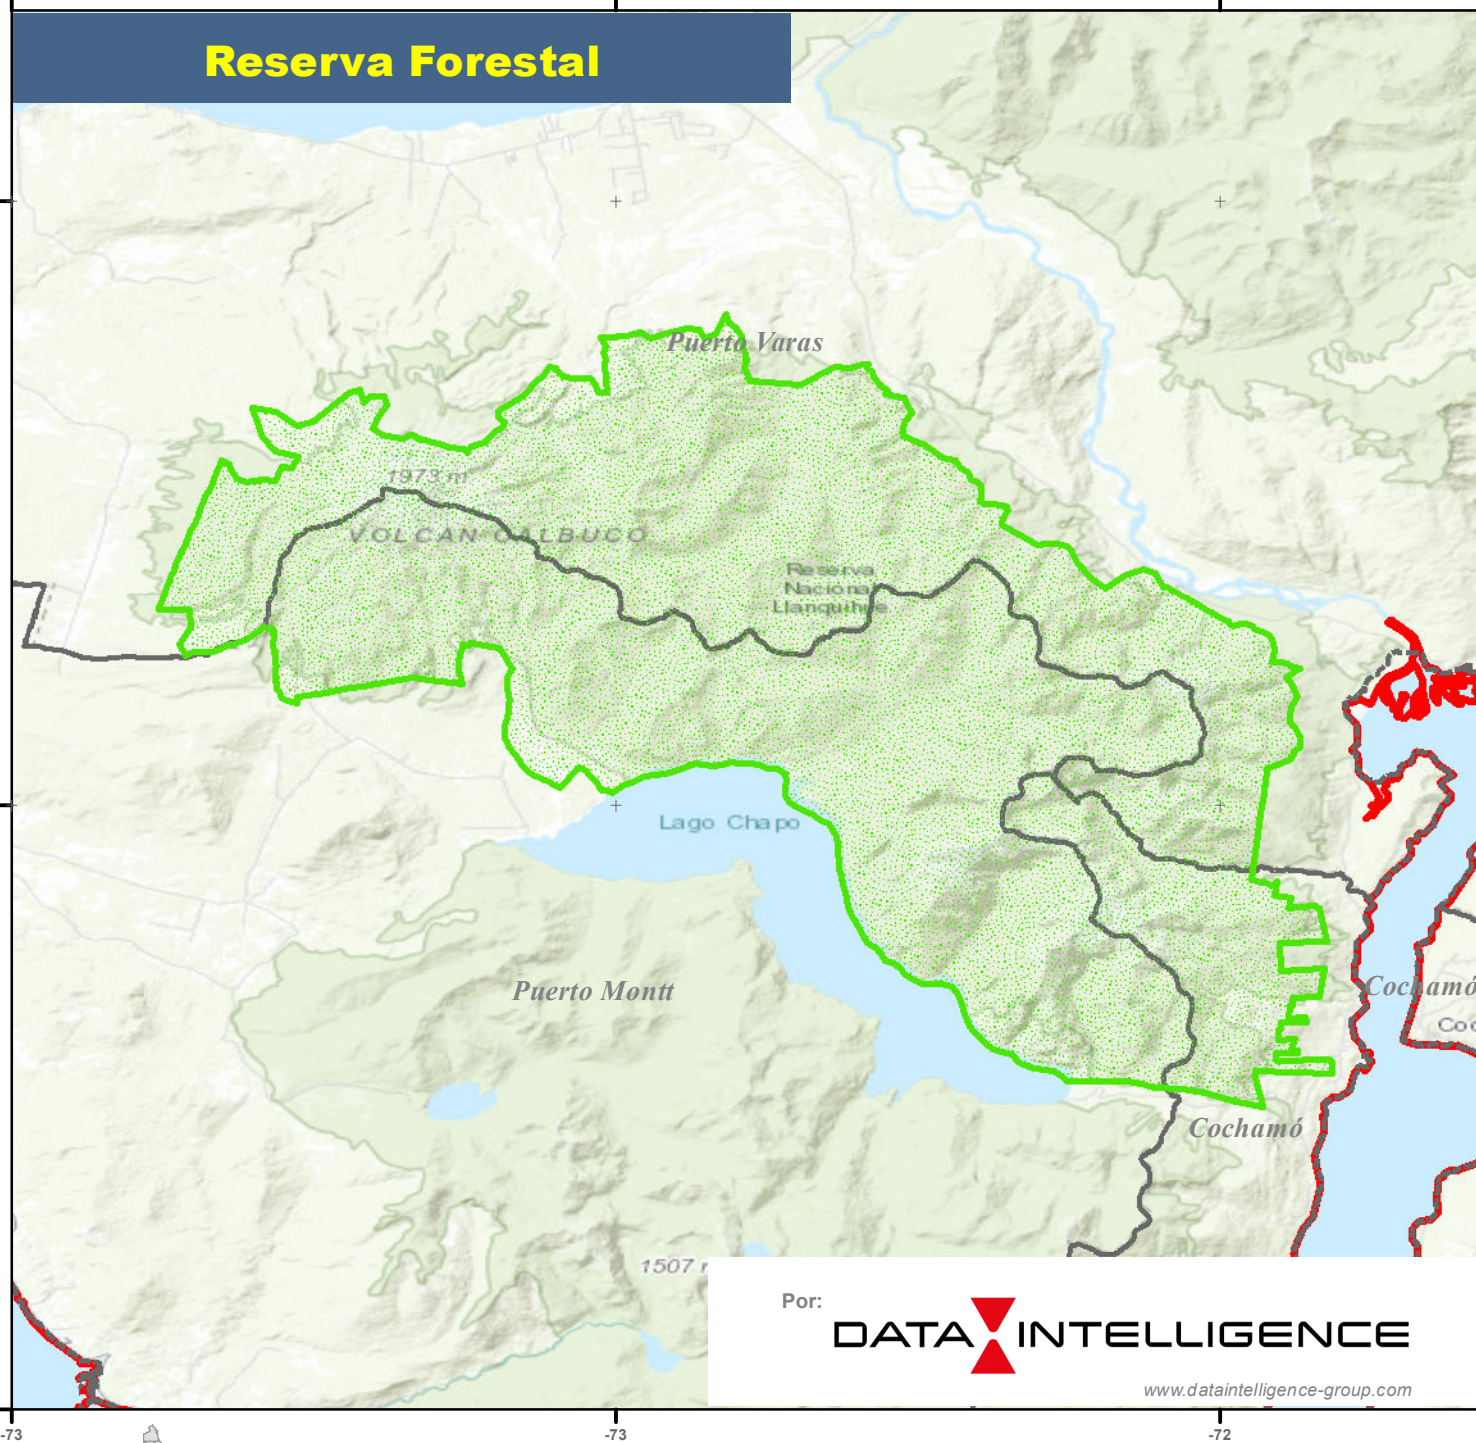 Reserva Forestal
Puerto Varas
1973 m
VOLCAN CALBUCO
Reserva
Nacional
Llanquihue
Lago Chapo
Puerto Montt
Cochamó
Coc
Cochamó
1507
Por:
DATA INTELLIGENCE
www.dataintelligence-group.com
-73
-73
-72